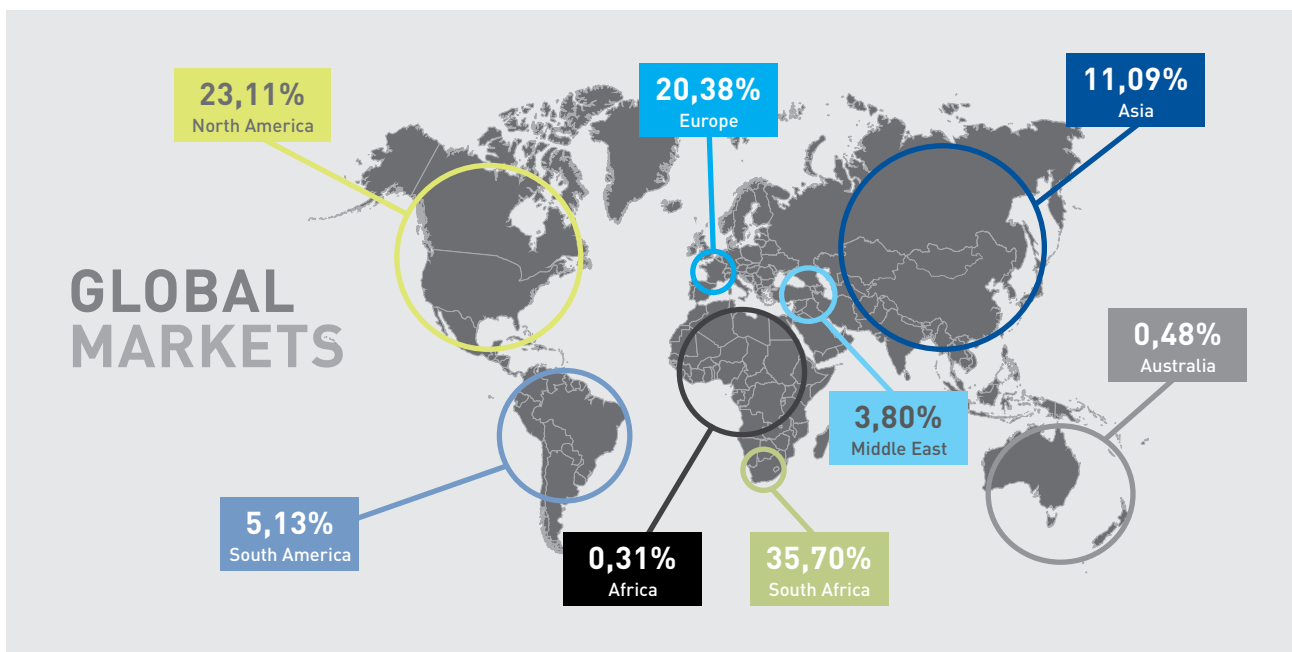 23,11%
North America
20,38%
Europe
11,09%
Asia
GLOBAL
MARKETS
0,48%
Australia
3,80%
Middle East
5,13%
South America
0,31%
Africa
35,70%
South Africa